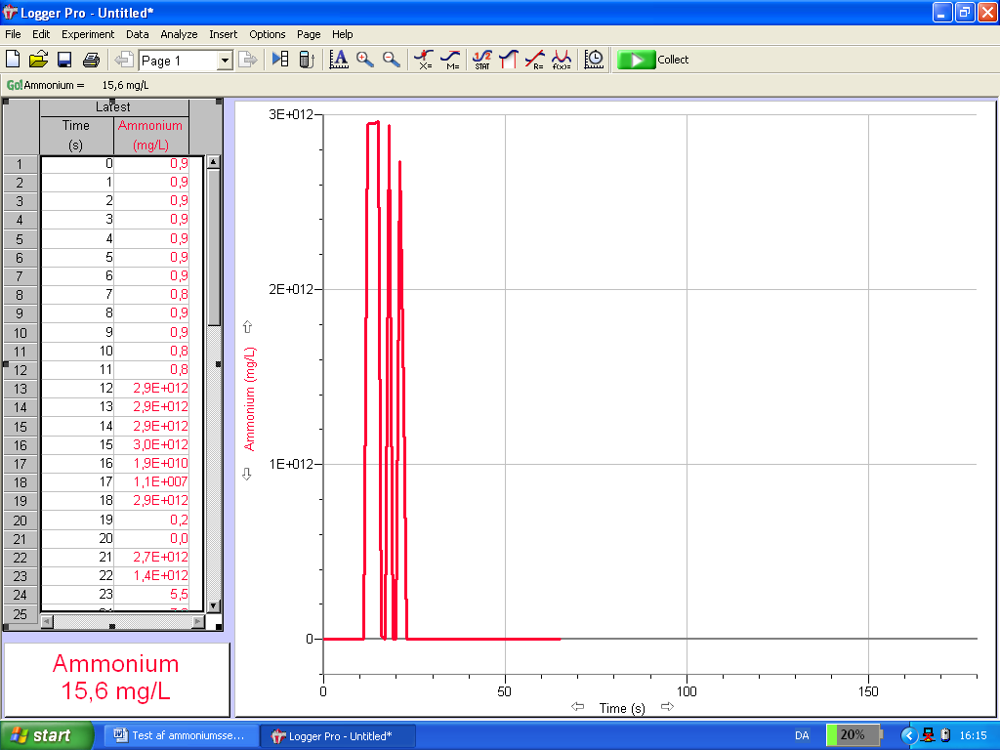 Logger Pro - Untitled*
File Edit Experiment Data Analyze Insert Options Page Help
Page 1 X= M= STAT R= f(x)= Collect
Go! Ammonium = 15,6 mg/L
Latest
Time Ammonium
(s) (mg/L)
1 0 0,9
2 1 0,9
3 2 0,9
4 3 0,9
5 4 0,9
6 5 0,9
7 6 0,9
8 7 0,8
9 8 0,9
10 9 0,9
11 10 0,8
12 11 0,8
13 12 2,9E+012
14 13 2,9E+012
15 14 2,9E+012
16 15 3,0E+012
17 16 1,9E+010
18 17 1,1E+007
19 18 2,9E+012
20 19 0,2
21 20 0,0
22 21 2,7E+012
23 22 1,4E+012
24 23 5,5
25
Ammonium
15,6 mg/L
3E+012
2E+012
1E+012
0
Ammonium (mg/L)
0 50 100 150
Time (s)
start Test af ammoniumsse... Logger Pro - Untitled* DA 20% 16:15